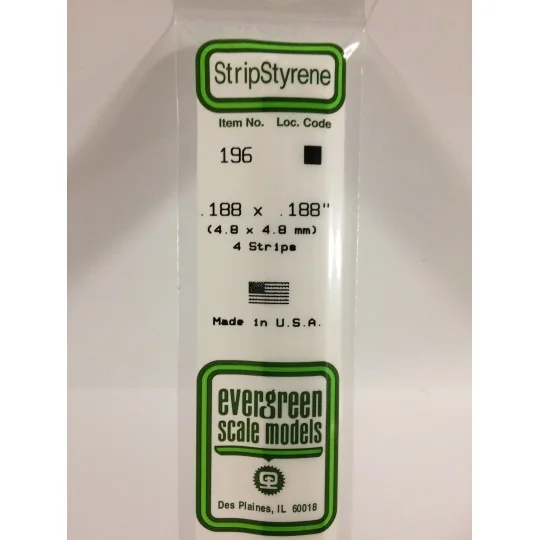 StripStyrene
Item No. Loc. Code
196
.188 x .188"
(4.8 x 4.8 mm)
4 Strips
Made in U.S.A.
evergreen
scale models
Des Plaines, IL 60018